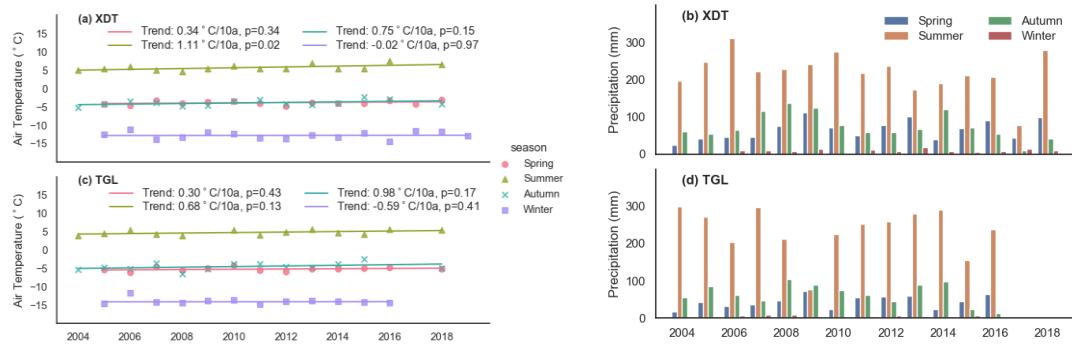 (a) XDT
Trend: 0.34 °C/10a, p=0.34
Trend: 0.75 °C/10a, p=0.15
Trend: 1.11 °C/10a, p=0.02
Trend: -0.02 °C/10a, p=0.97
Air Temperature (°C)
15
10
5
0
−5
−10
−15
season
Spring
Summer
Autumn
Winter
(c) TGL
Trend: 0.30 °C/10a, p=0.43
Trend: 0.98 °C/10a, p=0.17
Trend: 0.68 °C/10a, p=0.13
Trend: -0.59 °C/10a, p=0.41
Air Temperature (°C)
15
10
5
0
−5
−10
−15
2004 2006 2008 2010 2012 2014 2016 2018
(b) XDT
Spring
Autumn
Summer
Winter
Precipitation (mm)
300
200
100
0
(d) TGL
Precipitation (mm)
300
200
100
0
2004 2006 2008 2010 2012 2014 2016 2018